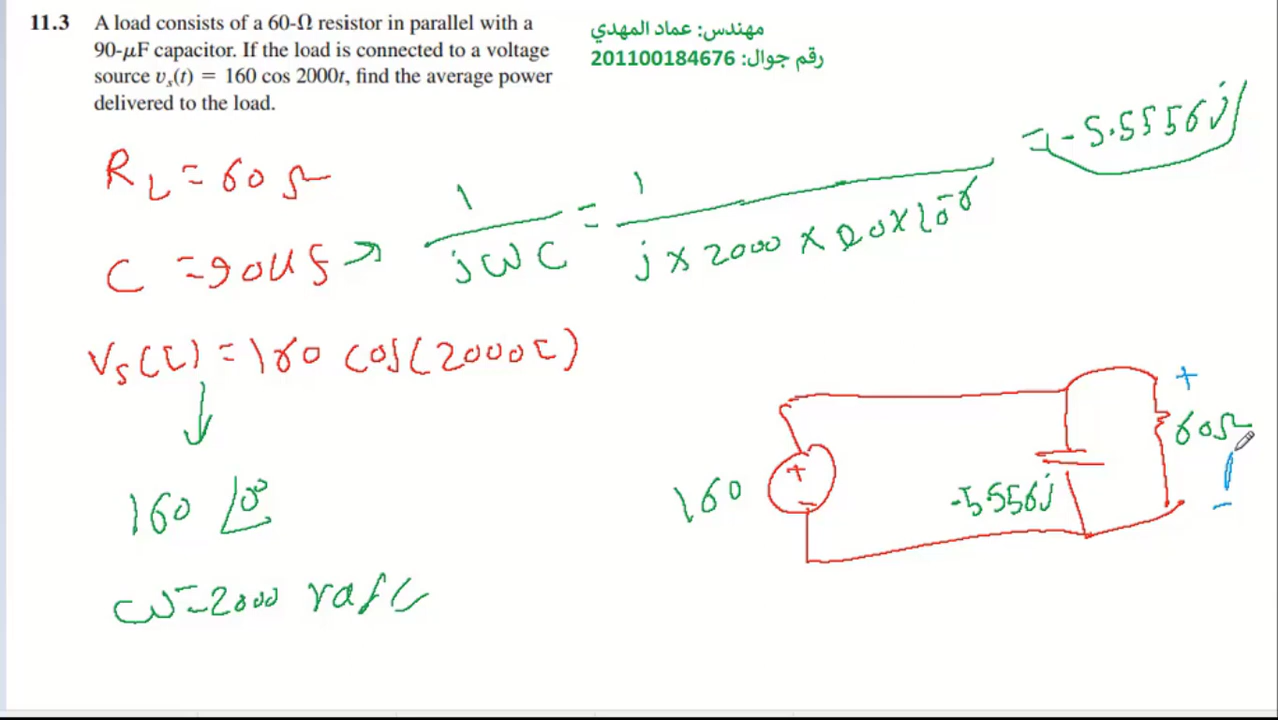 11.3 A load consists of a 60-Ω resistor in parallel with a
90-μF capacitor. If the load is connected to a voltage
source vs(t) = 160 cos 2000t, find the average power
delivered to the load.
مهندس: عماد المهدي
رقم جوال: 201100184676
RL = 60 Ω
C = 90 μf → 1/jωC = 1/j × 2000 × 90 × 10^-6 = -5.5556j
Vs(t) = 160 cos(2000t)
160 ∠0°
ω = 2000
160
+
-
-5.556j
60Ω
+
-